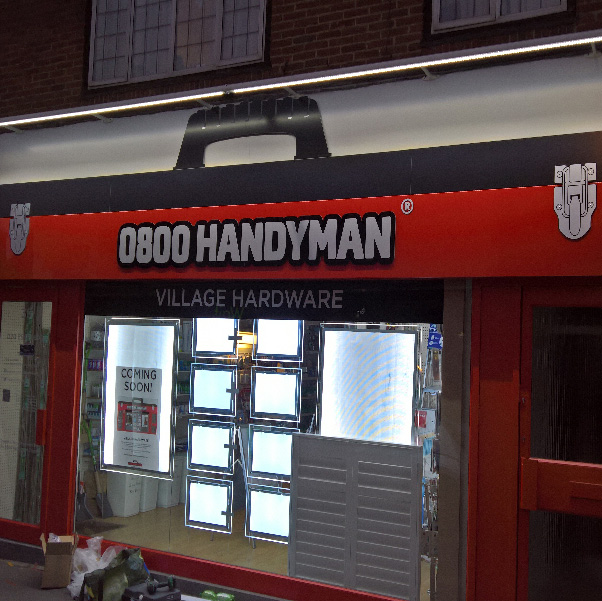 0800 HANDYMAN
®
VILLAGE HARDWARE
COMING
SOON!